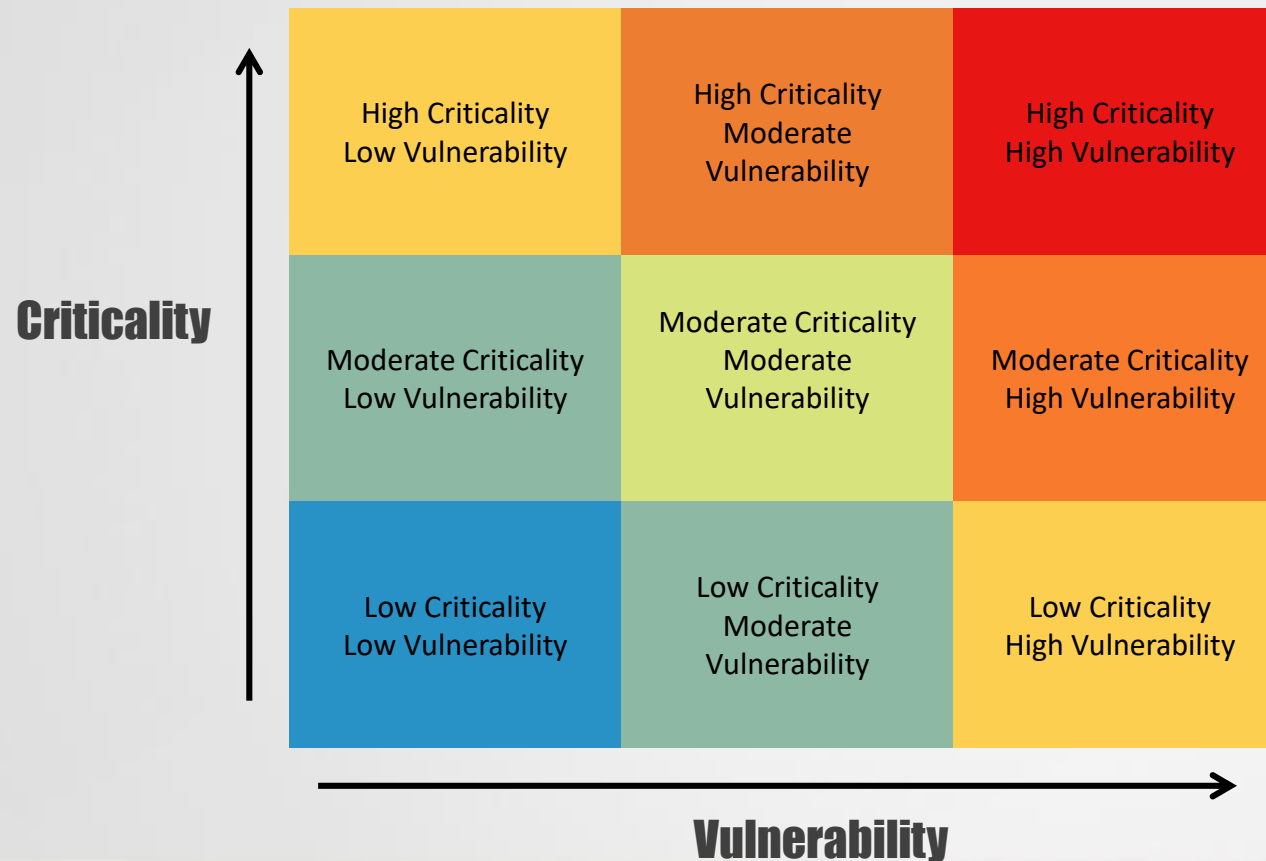 High Criticality
Low Vulnerability
High Criticality
Moderate
Vulnerability
High Criticality
High Vulnerability
Criticality
Moderate Criticality
Low Vulnerability
Moderate Criticality
Moderate
Vulnerability
Moderate Criticality
High Vulnerability
Low Criticality
Low Vulnerability
Low Criticality
Moderate
Vulnerability
Low Criticality
High Vulnerability
Vulnerability